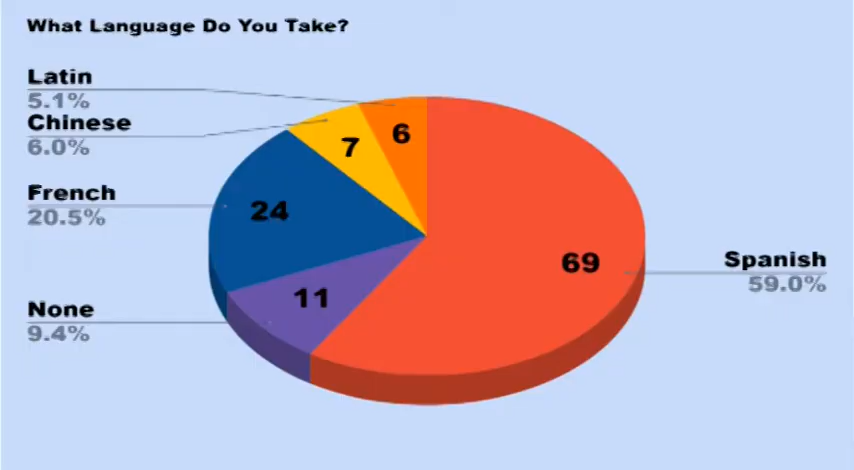 What Language Do You Take?
Latin
5.1%
Chinese
6.0%
French
20.5%
None
9.4%
7
6
24
11
69
Spanish
59.0%